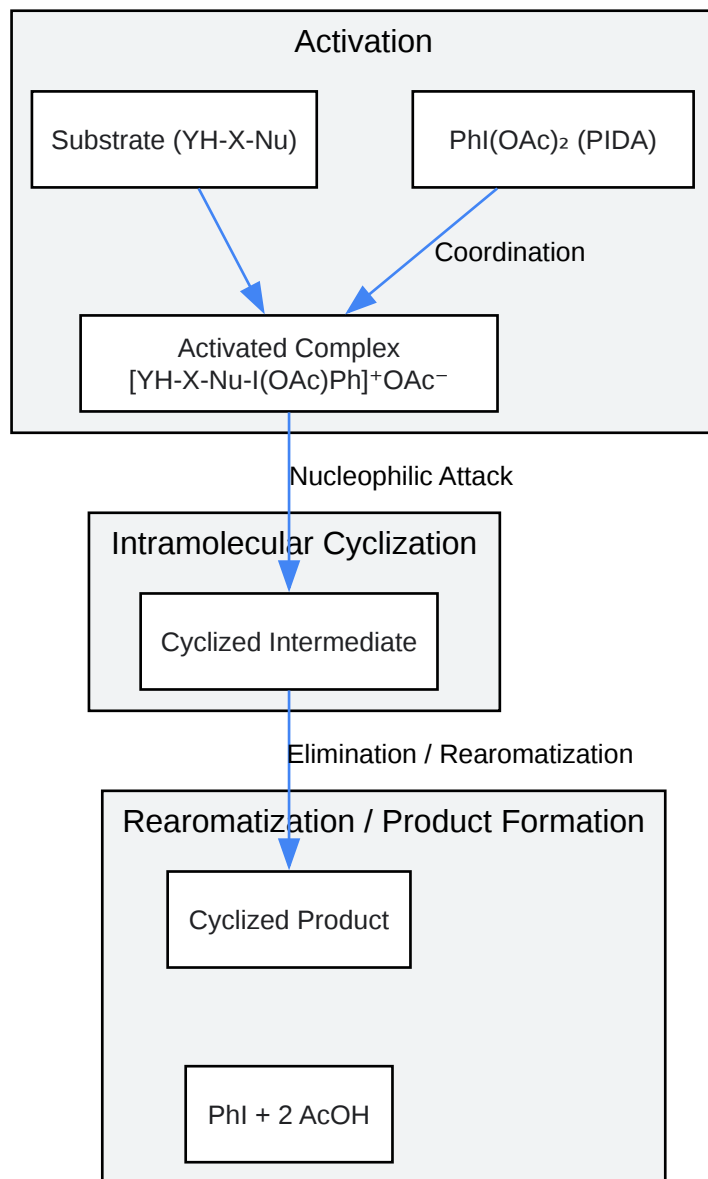 Activation
Substrate (YH-X-Nu)
PhI(OAc)₂ (PIDA)
Coordination
Activated Complex
[YH-X-Nu-I(OAc)Ph]⁺OAc⁻
Nucleophilic Attack
Intramolecular Cyclization
Cyclized Intermediate
Elimination / Rearomatization
Rearomatization / Product Formation
Cyclized Product
PhI + 2 AcOH